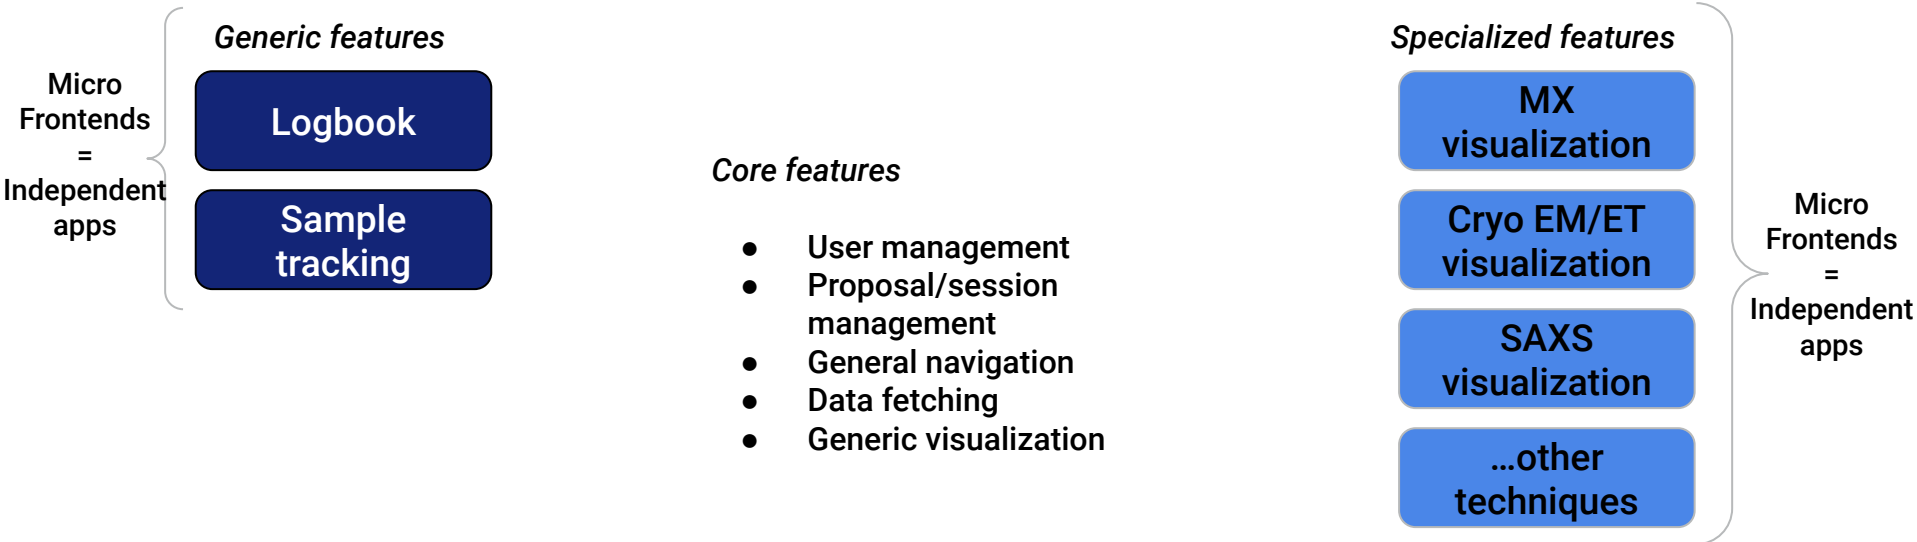 Micro
Frontends
=
Independent
apps
Generic features
Logbook
Sample
tracking
Core features
● User management
● Proposal/session
management
● General navigation
● Data fetching
● Generic visualization
Specialized features
MX
visualization
Cryo EM/ET
visualization
SAXS
visualization
...other
techniques
Micro
Frontends
=
Independent
apps